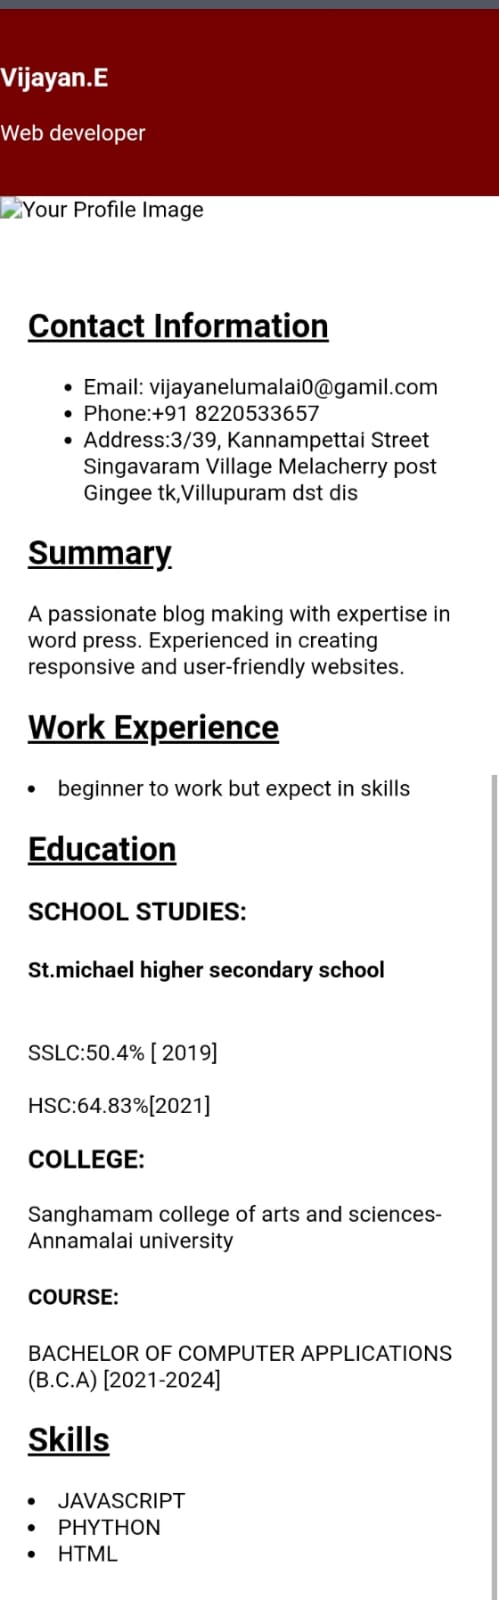 Vijayan.E
Web developer
Your Profile Image
Contact Information
• Email: vijayanelumalai0@gamil.com
• Phone:+91 8220533657
• Address:3/39, Kannampettai Street
Singavaram Village Melacherry post
Gingee tk,Villupuram dst dis
Summary
A passionate blog making with expertise in
word press. Experienced in creating
responsive and user-friendly websites.
Work Experience
• beginner to work but expect in skills
Education
SCHOOL STUDIES:
St.michael higher secondary school
SSLC:50.4% [ 2019]
HSC:64.83%[2021]
COLLEGE:
Sanghamam college of arts and sciences-
Annamalai university
COURSE:
BACHELOR OF COMPUTER APPLICATIONS
(B.C.A) [2021-2024]
Skills
• JAVASCRIPT
• PHYTHON
• HTML